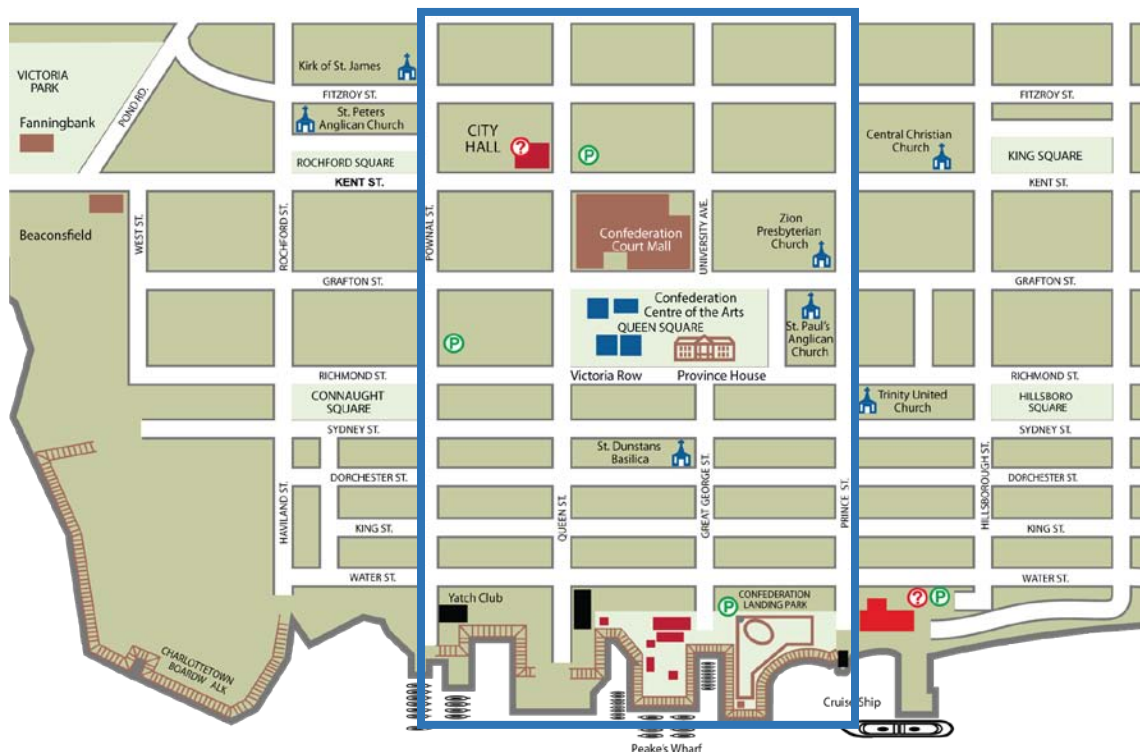 Kirk of St. James
FITZROY ST.
FITZROY ST.
VICTORIA
PARK
POND RD.
Fanningbank
St. Peters
Anglican Church
CITY
HALL
?
P
Central Christian
Church
ROCHFORD SQUARE
KING SQUARE
KENT ST.
KENT ST.
Beaconsfield
WEST ST.
ROCHFORD ST.
POWNAL ST.
Confederation
Court Mall
UNIVERSITY AVE.
Zion
Presbyterian
Church
GRAFTON ST.
GRAFTON ST.
Confederation
Centre of the Arts
QUEEN SQUARE
St. Paul's
Anglican
Church
P
RICHMOND ST.
Victoria Row
Province House
RICHMOND ST.
CONNAUGHT
SQUARE
Trinity United
Church
HILLSBORO
SQUARE
SYDNEY ST.
SYDNEY ST.
St. Dunstans
Basilica
DORCHESTER ST.
DORCHESTER ST.
HAVILAND ST.
QUEEN ST.
GREAT GEORGE ST.
PRINCE ST.
HILLSBOROUGH ST.
KING ST.
KING ST.
WATER ST.
WATER ST.
Yatch Club
P
CONFEDERATION
LANDING PARK
?
P
CHARLOTTETOWN
BOARDW ALK
Cruise Ship
Peake's Wharf